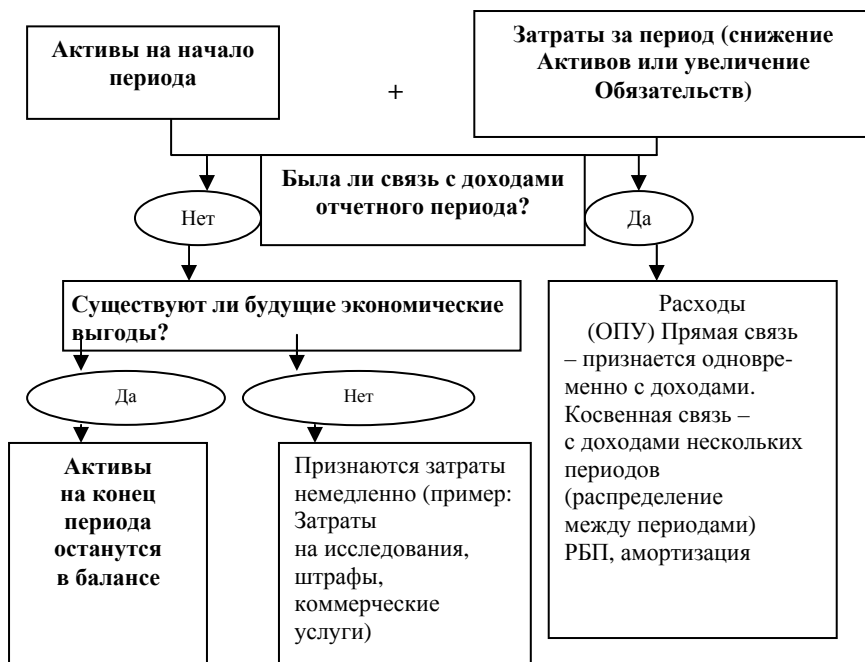 Активы на начало
периода
+
Затраты за период (снижение
Активов или увеличение
Обязательств)
Была ли связь с доходами
отчетного периода?
Нет
Да
Существуют ли будущие экономические
выгоды?
Да
Нет
Активы
на конец
периода
останутся
в балансе
Признаются затраты
немедленно (пример:
Затраты
на исследования,
штрафы,
коммерческие
услуги)
Расходы
(ОПУ) Прямая связь
– признается одновре-
менно с доходами.
Косвенная связь –
с доходами нескольких
периодов
(распределение
между периодами)
РБП, амортизация